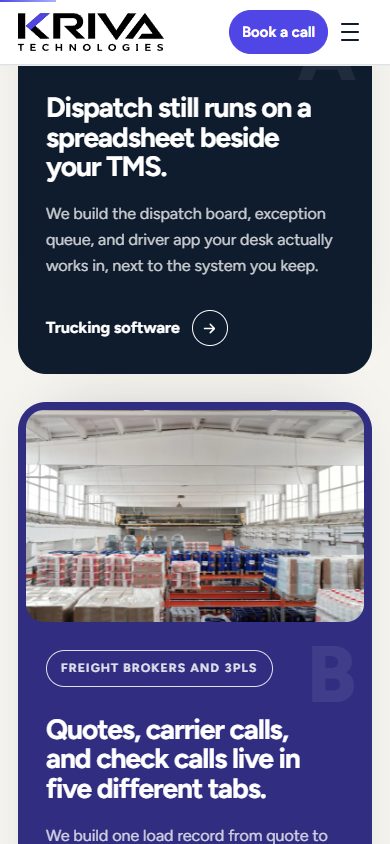 KRIVA
TECHNOLOGIES
Book a call
A
Dispatch still runs on a
spreadsheet beside
your TMS.
We build the dispatch board, exception
queue, and driver app your desk actually
works in, next to the system you keep.
Trucking software
FREIGHT BROKERS AND 3PLS
B
Quotes, carrier calls,
and check calls live in
five different tabs.
We build one load record from quote to